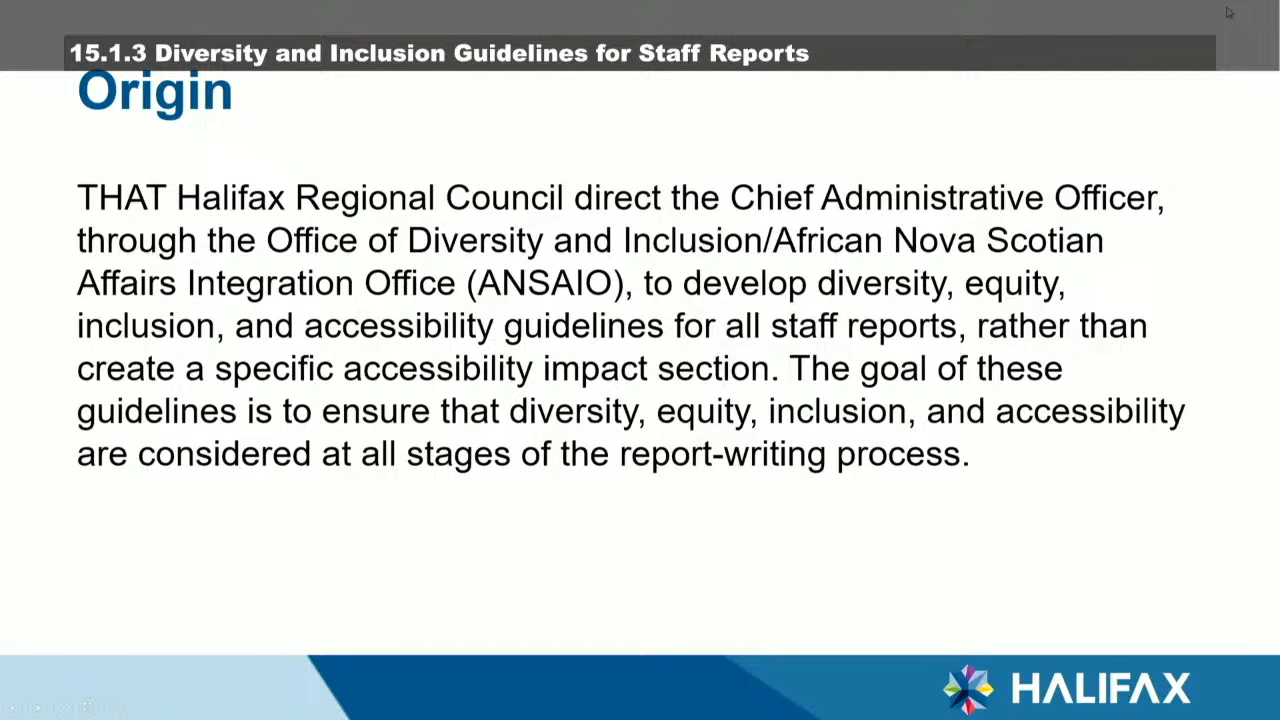 15.1.3 Diversity and Inclusion Guidelines for Staff Reports
Origin
THAT Halifax Regional Council direct the Chief Administrative Officer,
through the Office of Diversity and Inclusion/African Nova Scotian
Affairs Integration Office (ANSAIO), to develop diversity, equity,
inclusion, and accessibility guidelines for all staff reports, rather than
create a specific accessibility impact section. The goal of these
guidelines is to ensure that diversity, equity, inclusion, and accessibility
are considered at all stages of the report-writing process.
HALIFAX